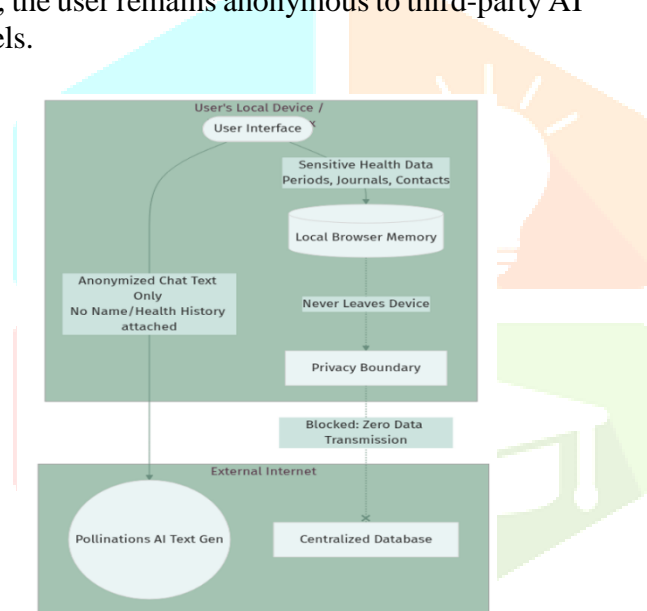 , the user remains anonymous to third-party AI
els.
User's Local Device /
User Interface
Sensitive Health Data
Periods, Journals, Contacts
Local Browser Memory
Anonymized Chat Text
Only
No Name/Health History
attached
Never Leaves Device
Privacy Boundary
Blocked: Zero Data
Transmission
External Internet
Pollinations AI Text Gen
Centralized Database